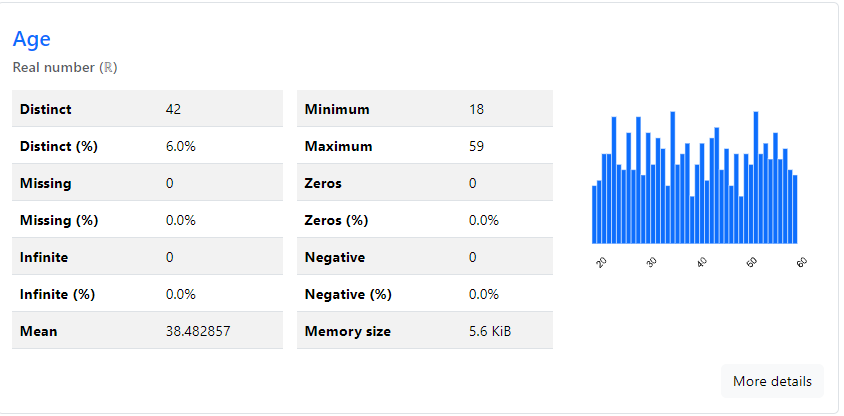 Age
Real number (ℝ)
Distinct 42
Distinct (%) 6.0%
Missing 0
Missing (%) 0.0%
Infinite 0
Infinite (%) 0.0%
Mean 38.482857
Minimum 18
Maximum 59
Zeros 0
Zeros (%) 0.0%
Negative 0
Negative (%) 0.0%
Memory size 5.6 KiB
20 30 40 50 60
More details